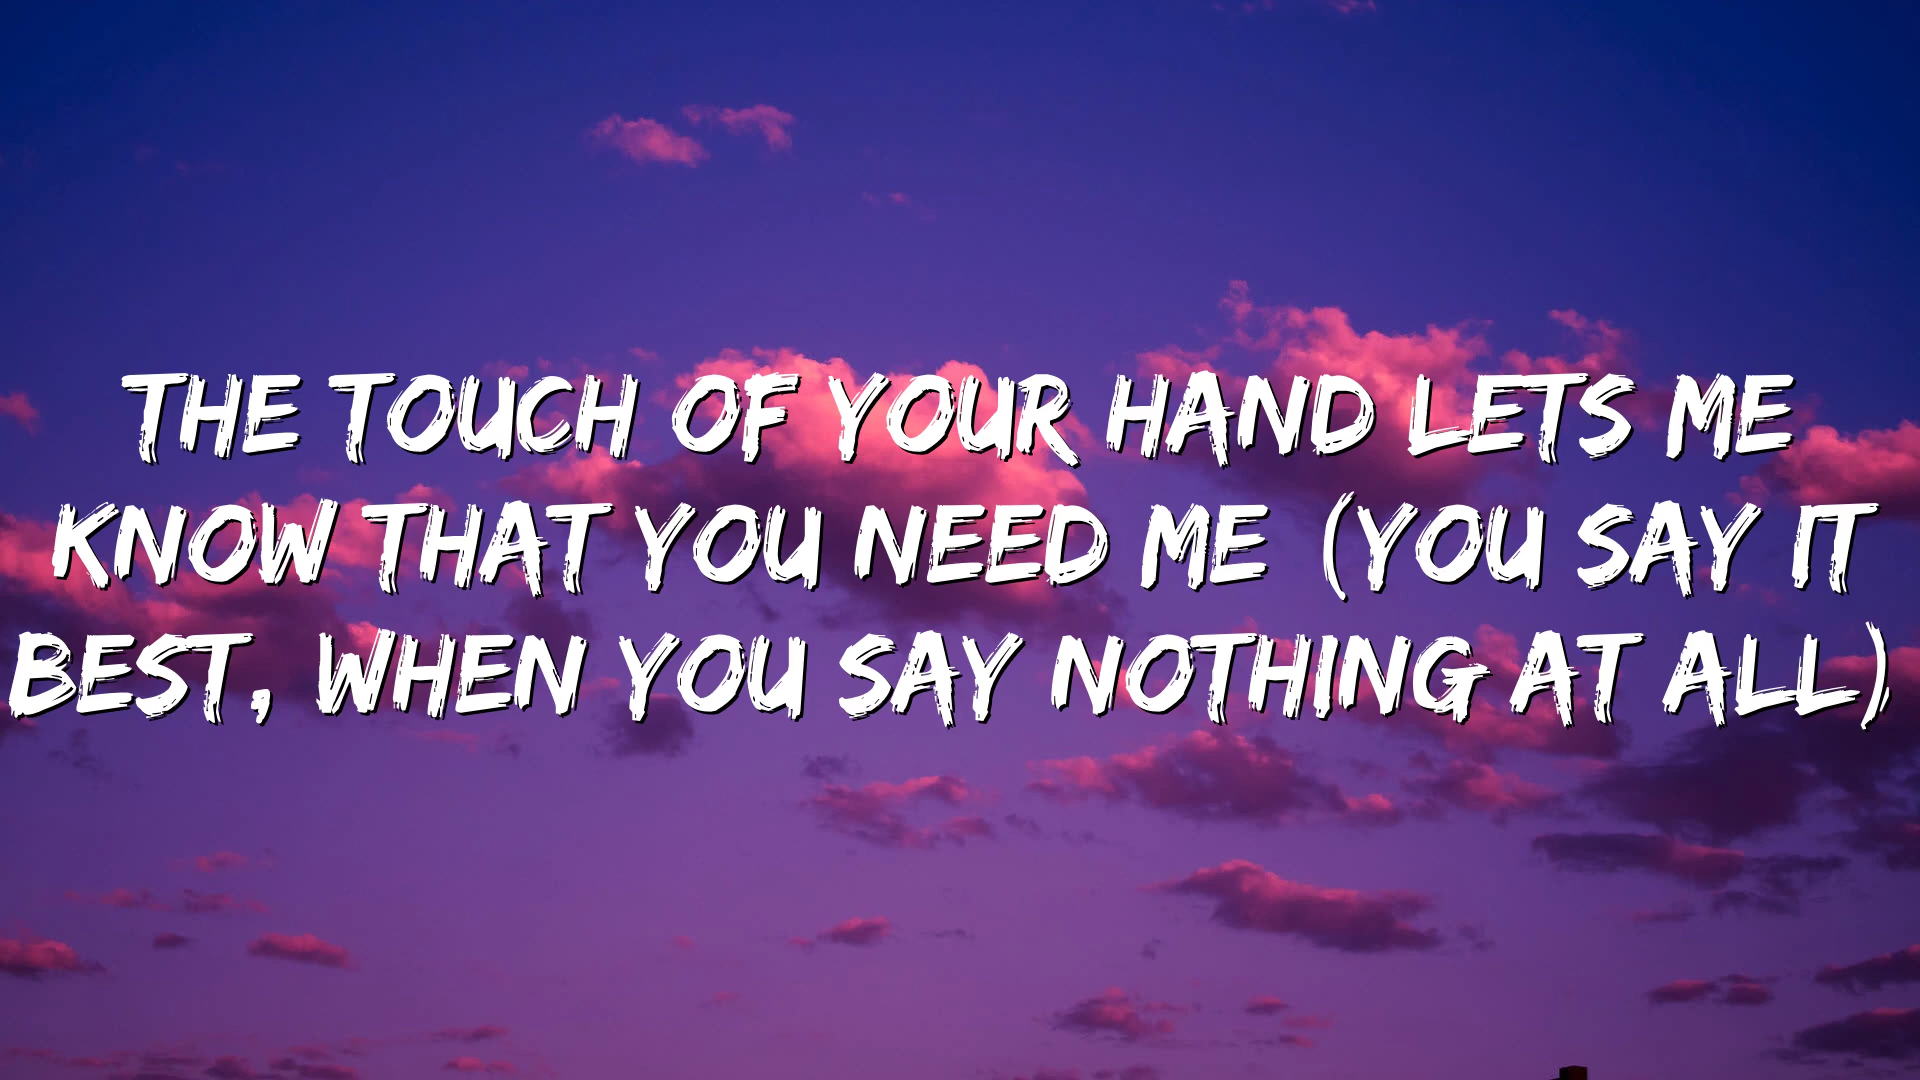 THE TOUCH OF YOUR HAND LETS ME
KNOW THAT YOU NEED ME (YOU SAY IT
BEST, WHEN YOU SAY NOTHING AT ALL)